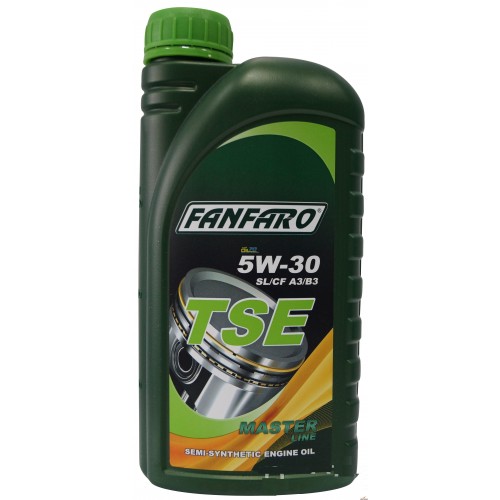 FANFARO®
5W-30
SL/CF A3/B3
TSE
MASTER
LINE
SEMI-SYNTHETIC ENGINE OIL